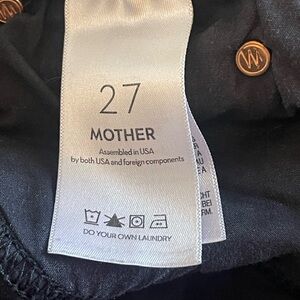 27
MOTHER
Assembled in USA
by both USA and foreign components
DO YOUR OWN LAUNDRY